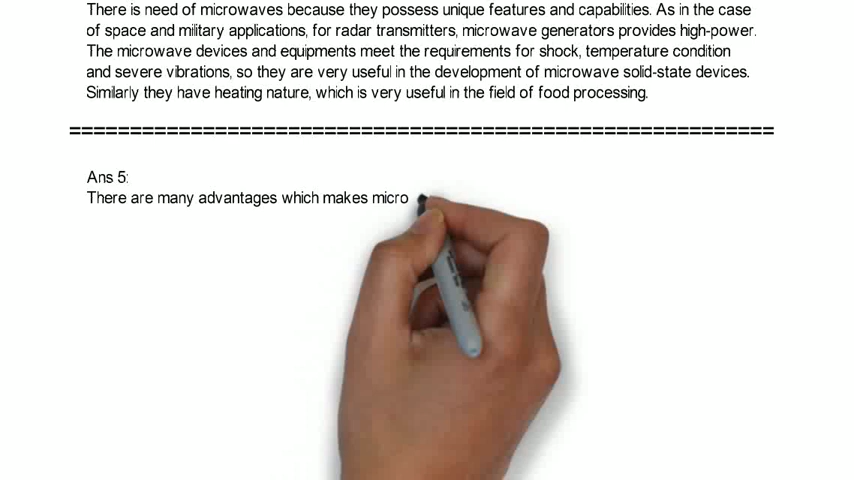 There is need of microwaves because they possess unique features and capabilities. As in the case
of space and military applications, for radar transmitters, microwave generators provides high-power.
The microwave devices and equipments meet the requirements for shock, temperature condition
and severe vibrations, so they are very useful in the development of microwave solid-state devices.
Similarly they have heating nature, which is very useful in the field of food processing.
==========================================================
Ans 5:
There are many advantages which makes micro